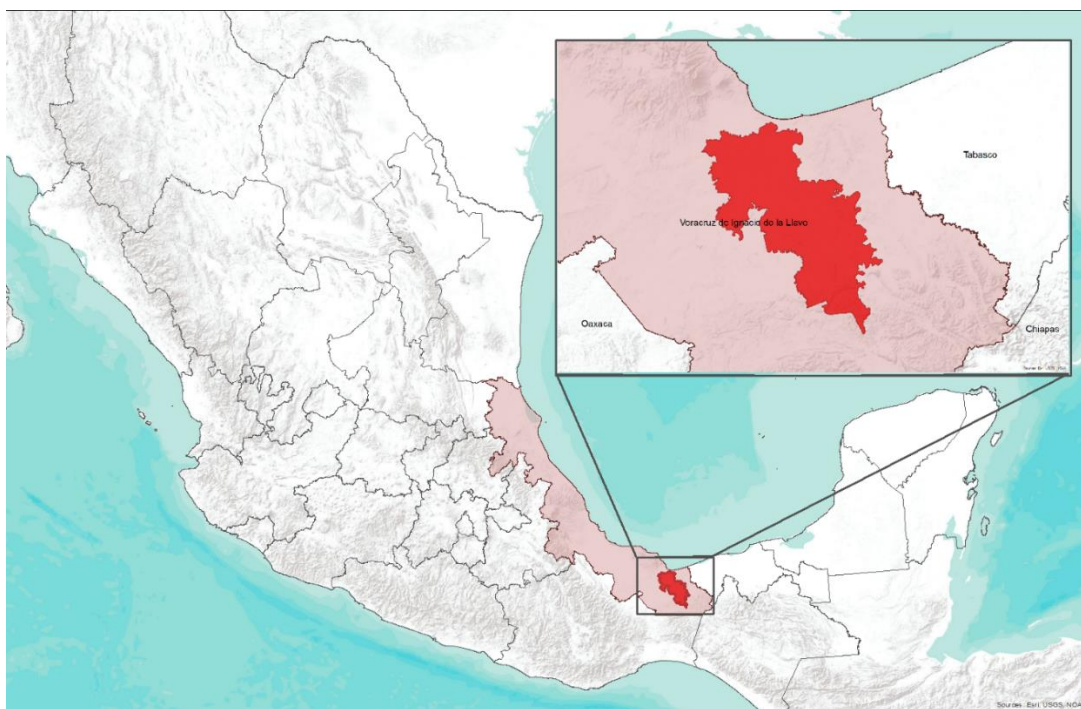 Tabasco
Veracruz de Ignacio de la Llave
Oaxaca
Chiapas
Sources: Esri, USGS, NOAA